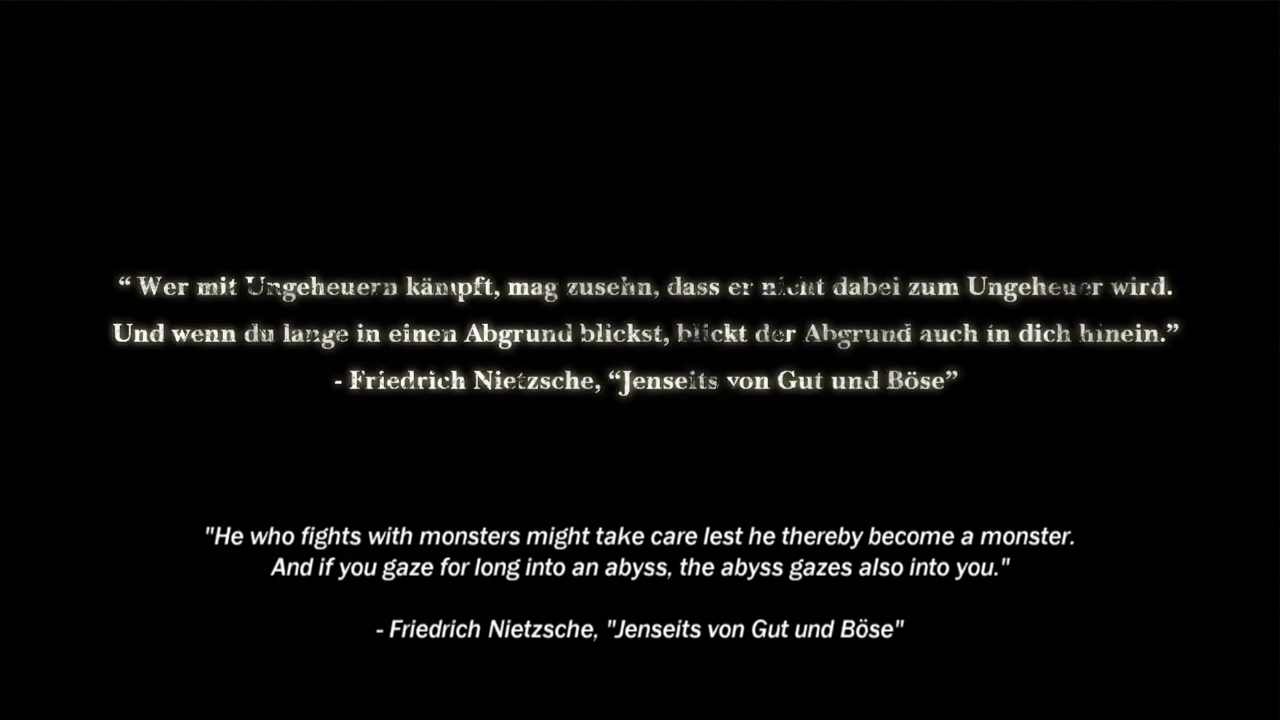 “ Wer mit Ungeheuern kämpft, mag zusehn, dass er nicht dabei zum Ungeheuer wird.
Und wenn du lange in einen Abgrund blickst, blickt der Abgrund auch in dich hinein.”
- Friedrich Nietzsche, “Jenseits von Gut und Böse”
"He who fights with monsters might take care lest he thereby become a monster.
And if you gaze for long into an abyss, the abyss gazes also into you."
- Friedrich Nietzsche, "Jenseits von Gut und Böse"